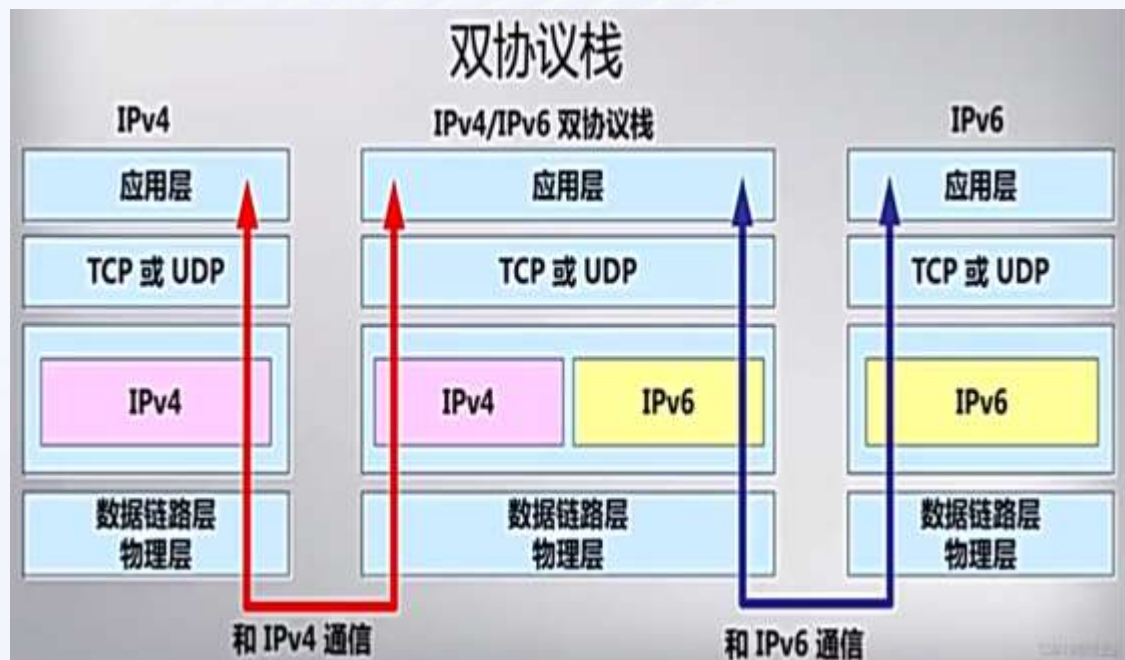 双协议栈
IPv4
IPv4/IPv6 双协议栈
IPv6
应用层
应用层
应用层
TCP 或 UDP
TCP 或 UDP
TCP 或 UDP
IPv4
IPv4
IPv6
IPv6
数据链路层
物理层
数据链路层
物理层
数据链路层
物理层
和 IPv4 通信
和 IPv6 通信